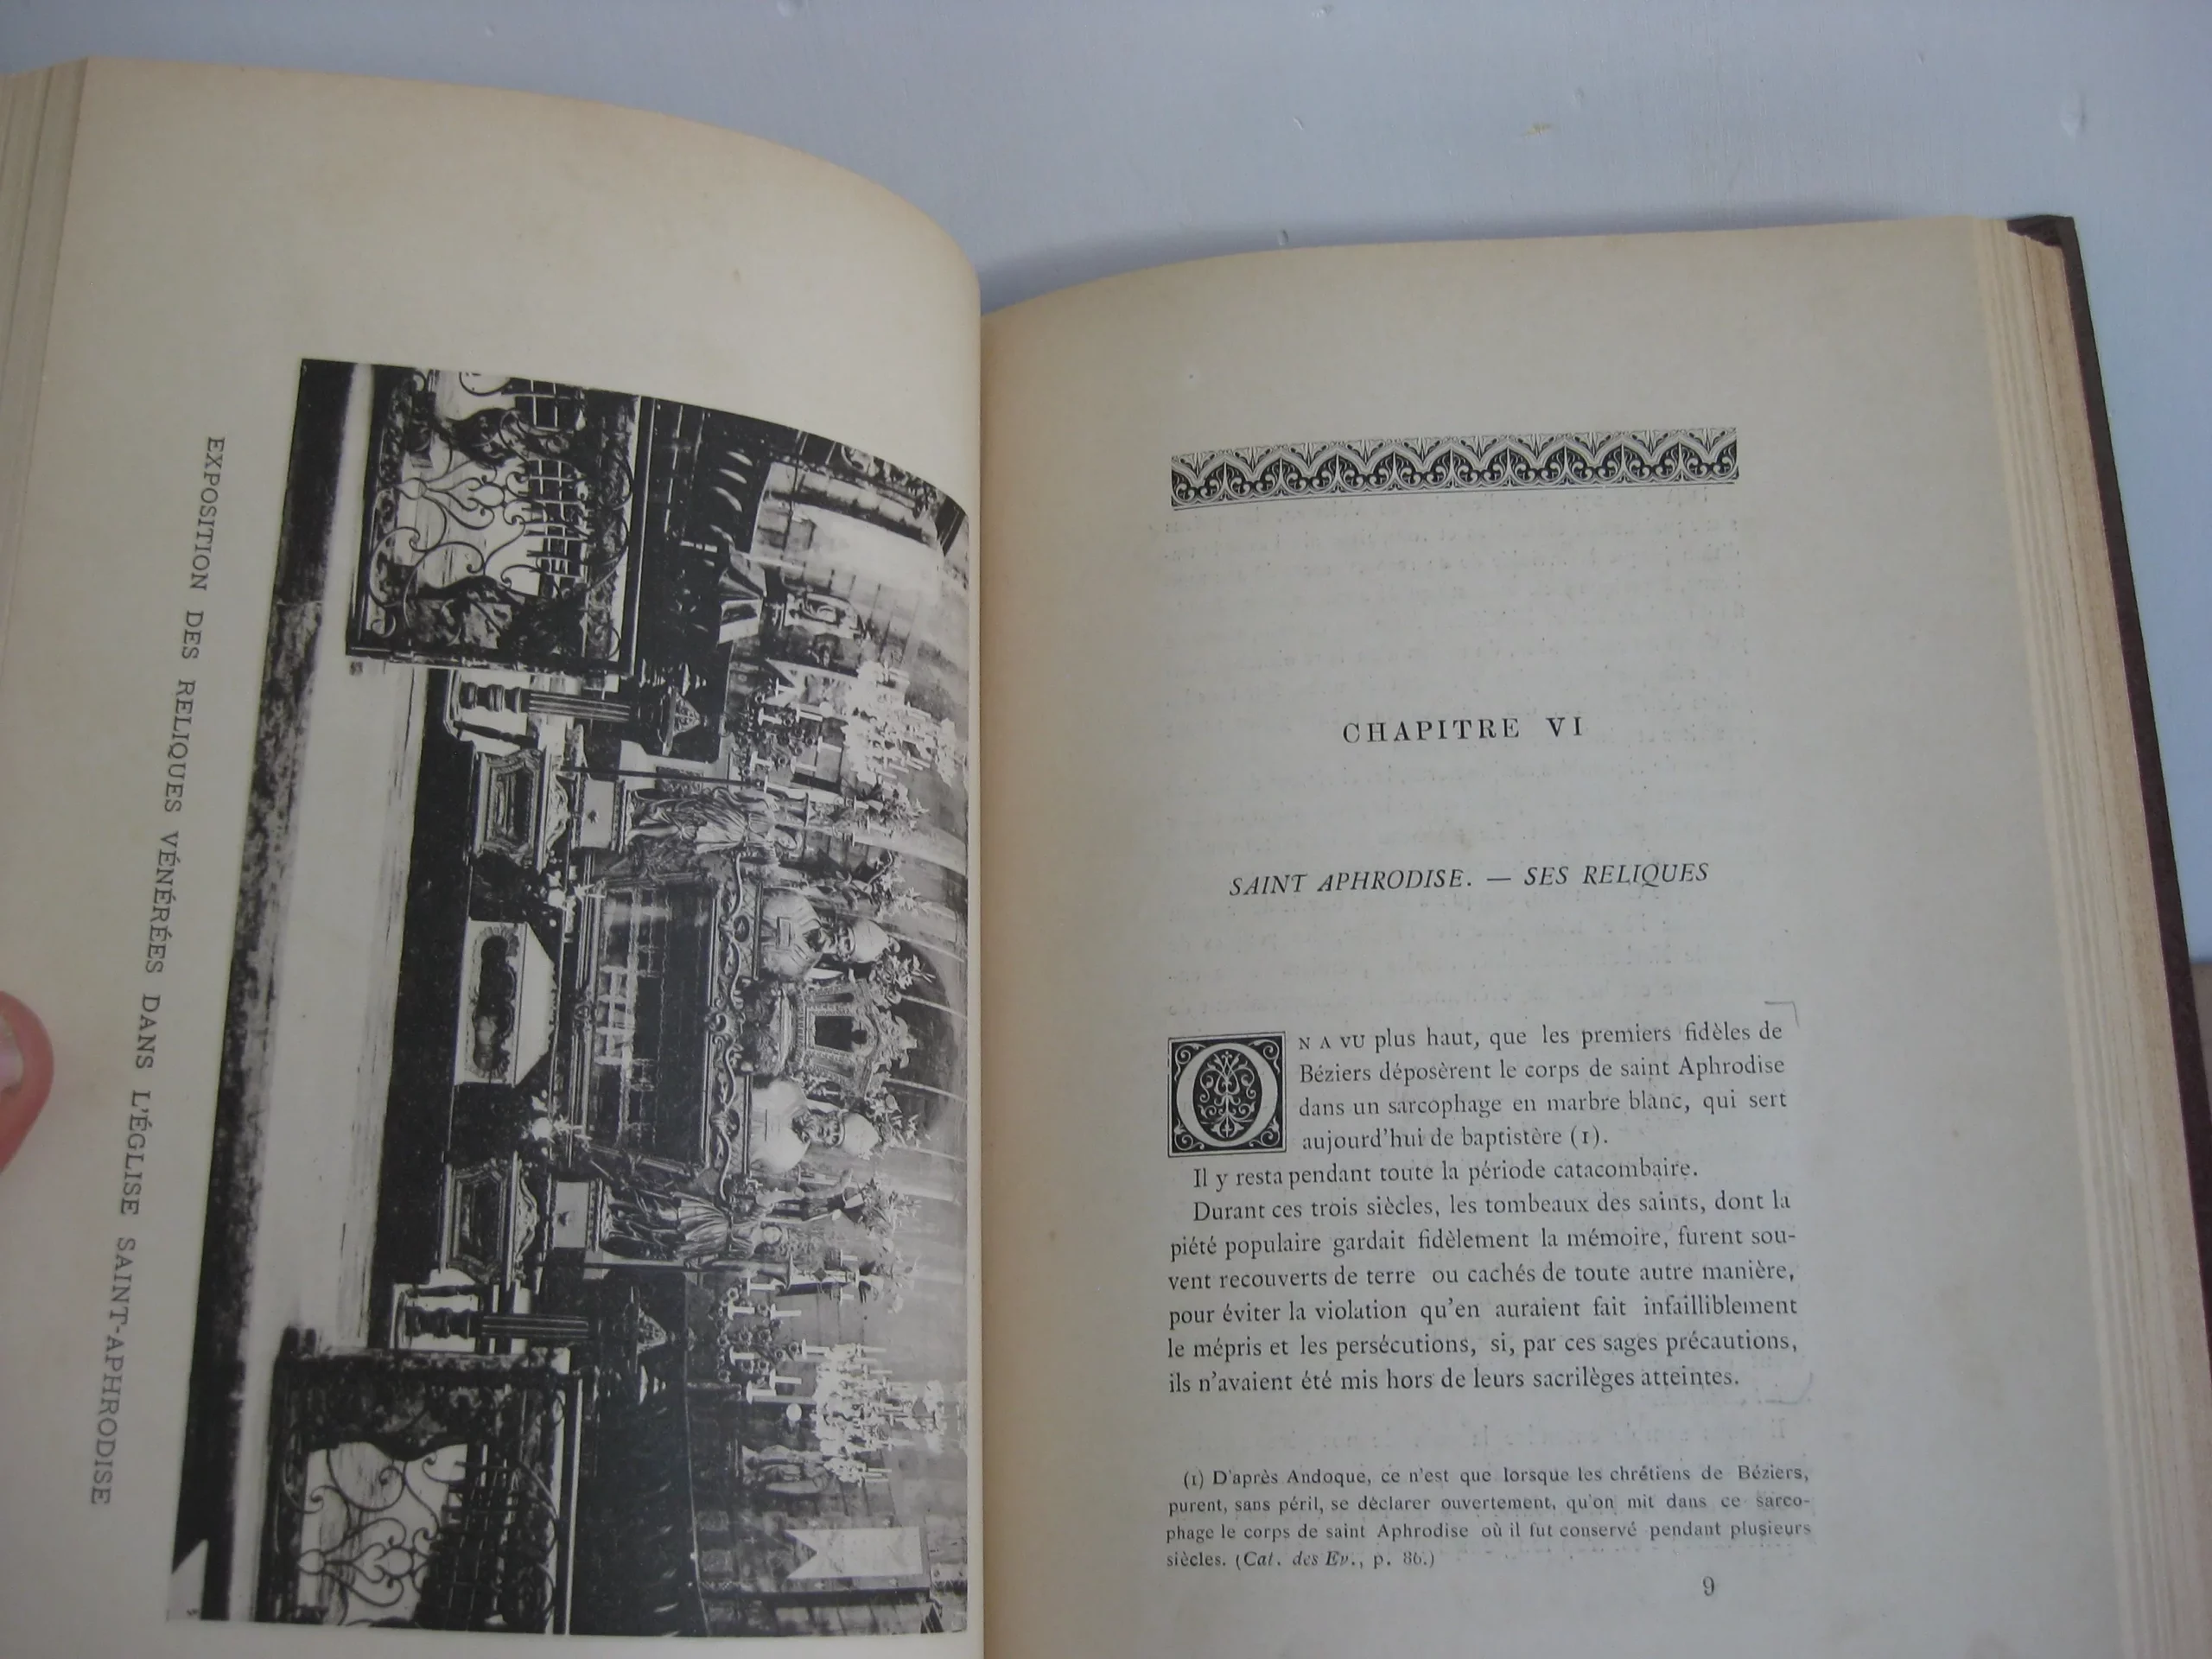 EXPOSITION DES RELIQUES VÉNÉRÉES DANS L'ÉGLISE SAINT-APHRODISE
CHAPITRE VI
SAINT APHRODISE. — SES RELIQUES
ON A VU plus haut, que les premiers fidèles de
Béziers déposèrent le corps de saint Aphrodise
dans un sarcophage en marbre blanc, qui sert
aujourd'hui de baptistère (1).
Il y resta pendant toute la période catacombaire.
Durant ces trois siècles, les tombeaux des saints, dont la
piété populaire gardait fidèlement la mémoire, furent sou-
vent recouverts de terre ou cachés de toute autre manière,
pour éviter la violation qu'en auraient fait infailliblement
le mépris et les persécutions, si, par ces sages précautions,
ils n'avaient été mis hors de leurs sacrilèges atteintes.
(1) D'après Andoque, ce n'est que lorsque les chrétiens de Béziers,
purent, sans péril, se déclarer ouvertement, qu'on mit dans ce sarco-
phage le corps de saint Aphrodise où il fut conservé pendant plusieurs
siècles. (Cat. des Ev., p. 86.)
9